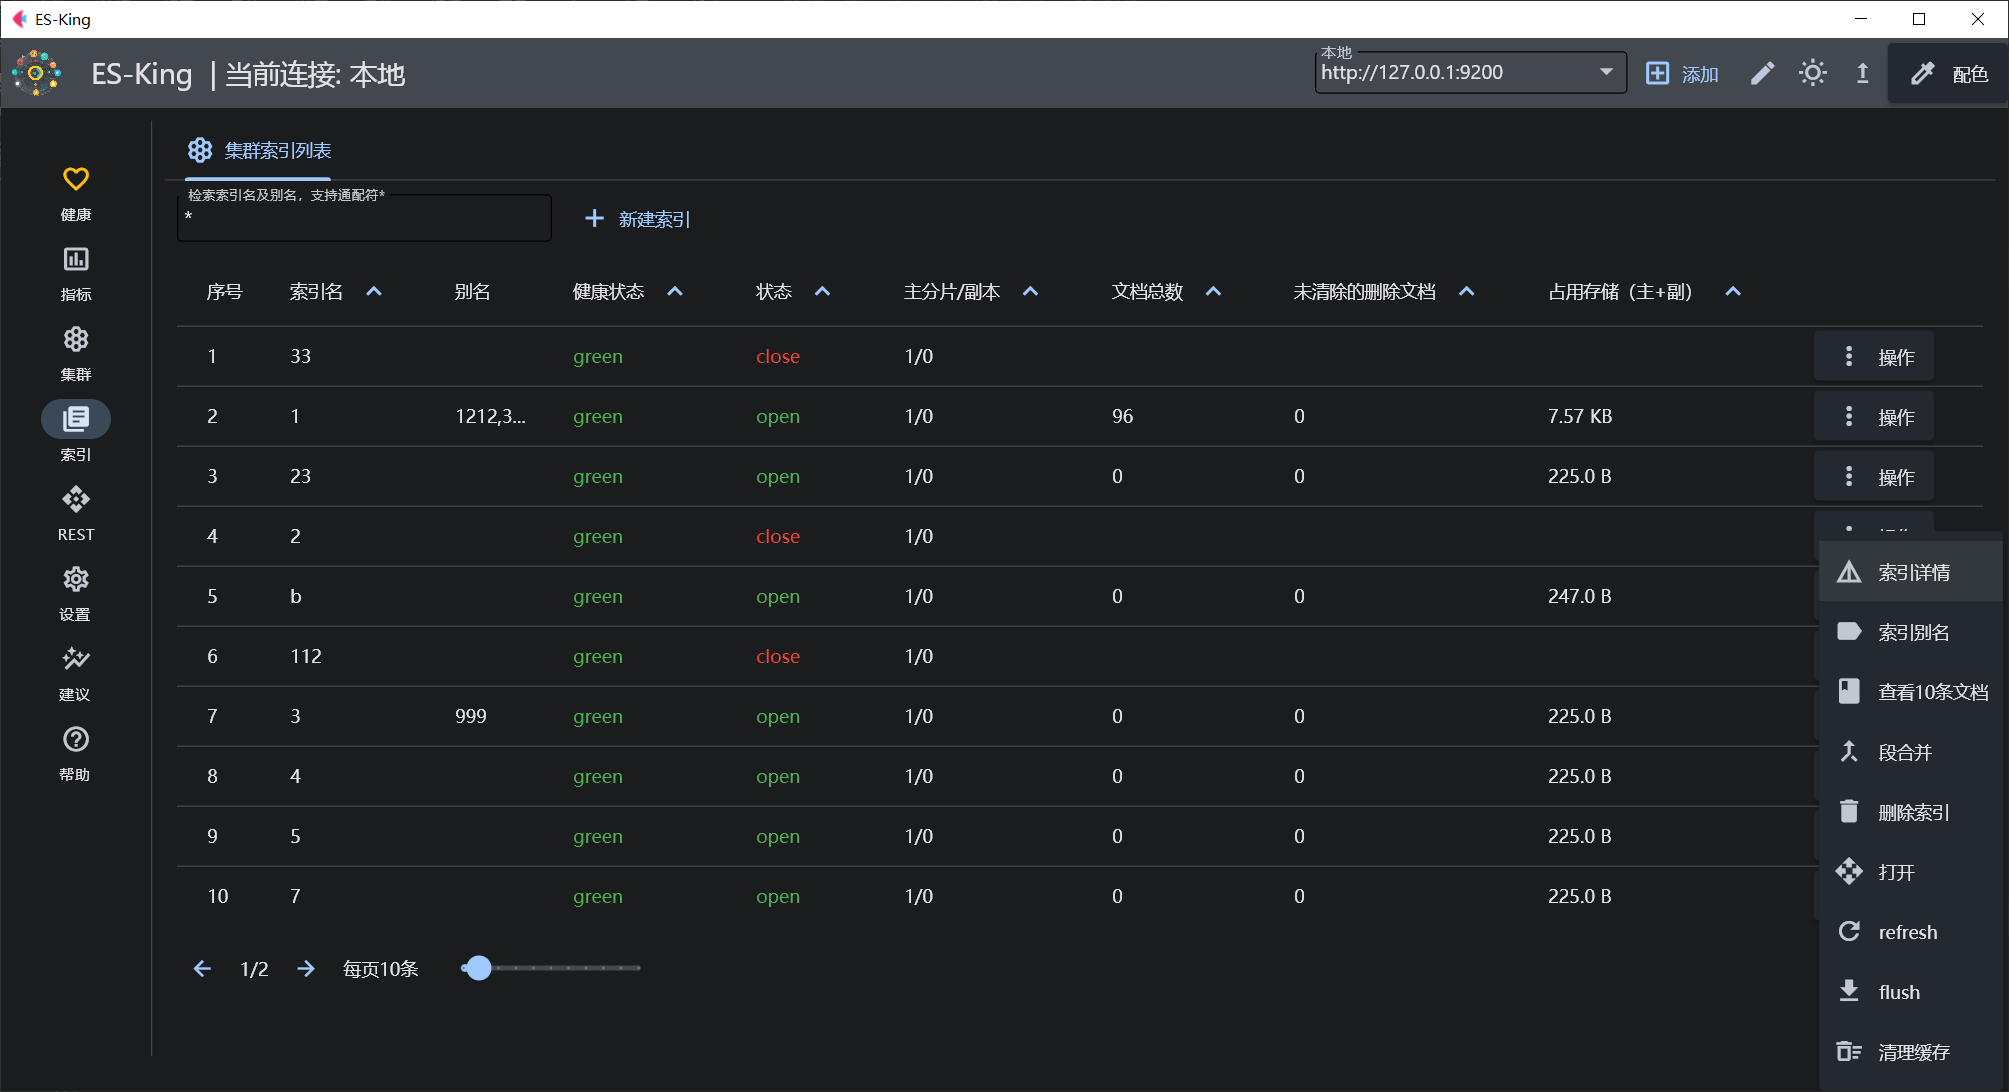 ES-King
ES-King | 当前连接: 本地
本地
http://127.0.0.1:9200
添加
配色
健康
指标
集群
索引
REST
设置
建议
帮助
集群索引列表
检索索引名及别名，支持通配符*
*
新建索引
序号 索引名 别名 健康状态 状态 主分片/副本 文档总数 未清除的删除文档 占用存储（主+副）
1 33 green close 1/0 操作
2 1 1212,3... green open 1/0 96 0 7.57 KB 操作
3 23 green open 1/0 0 0 225.0 B 操作
4 2 green close 1/0
5 b green open 1/0 0 0 247.0 B
6 112 green close 1/0
7 3 999 green open 1/0 0 0 225.0 B
8 4 green open 1/0 0 0 225.0 B
9 5 green open 1/0 0 0 225.0 B
10 7 green open 1/0 0 0 225.0 B
1/2 每页10条
索引详情
索引别名
查看10条文档
段合并
删除索引
打开
refresh
flush
清理缓存